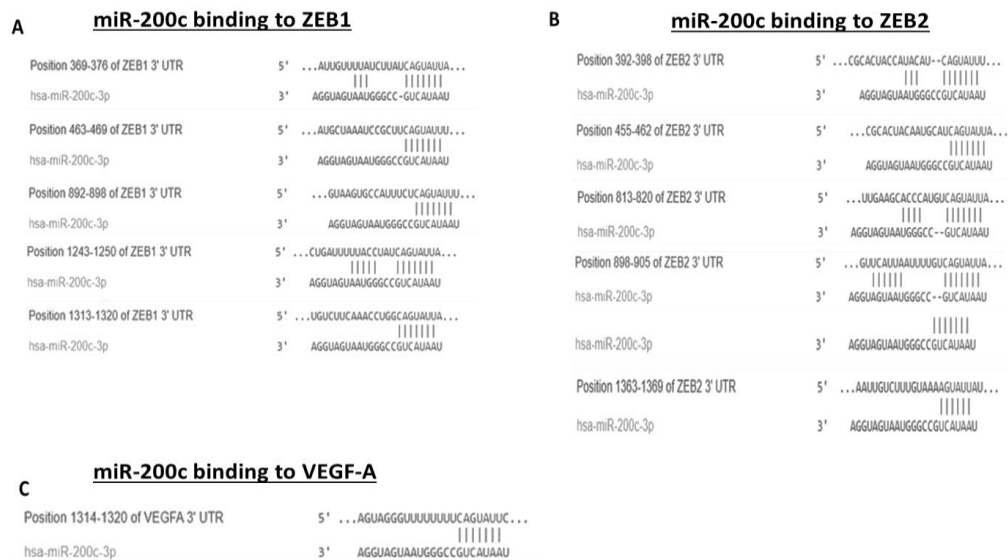 A
miR-200c binding to ZEB1
Position 369-376 of ZEB1 3' UTR 5' ...AUUGUUUUAUCUUAUCAGUAUUA...
hsa-miR-200c-3p 3' AGGUAGUAAUGGGCC-GUCAUAAU
Position 463-469 of ZEB1 3' UTR 5' ...AUGCUAAAUCCGCUUCAGUAUUU...
hsa-miR-200c-3p 3' AGGUAGUAAUGGGCCGUCAUAAU
Position 892-898 of ZEB1 3' UTR 5' ...GUAAGUGCCAUUUCUCAGUAUUU...
hsa-miR-200c-3p 3' AGGUAGUAAUGGGCCGUCAUAAU
Position 1243-1250 of ZEB1 3' UTR 5' ...CUGAUUUUUACCUAUCAGUAUUA...
hsa-miR-200c-3p 3' AGGUAGUAAUGGGCCGUCAUAAU
Position 1313-1320 of ZEB1 3' UTR 5' ...UGUCUUCAAACCUGGCAGUAUUA...
hsa-miR-200c-3p 3' AGGUAGUAAUGGGCCGUCAUAAU
B
miR-200c binding to ZEB2
Position 392-398 of ZEB2 3' UTR 5' ...CGCACUACCAUACAU--CAGUAUUU...
hsa-miR-200c-3p 3' AGGUAGUAAUGGGCCGUCAUAAU
Position 455-462 of ZEB2 3' UTR 5' ...CGCACUACAAUGCAUCAGUAUUA...
hsa-miR-200c-3p 3' AGGUAGUAAUGGGCCGUCAUAAU
Position 813-820 of ZEB2 3' UTR 5' ...UUGAAGCACCCAUGUCAGUAUUA...
hsa-miR-200c-3p 3' AGGUAGUAAUGGGCC--GUCAUAAU
Position 898-905 of ZEB2 3' UTR 5' ...GUUCAUUAAUUUUGUCAGUAUUA...
hsa-miR-200c-3p 3' AGGUAGUAAUGGGCC--GUCAUAAU
hsa-miR-200c-3p 3' AGGUAGUAAUGGGCCGUCAUAAU
Position 1363-1369 of ZEB2 3' UTR 5' ...AAUUGUCUUUGUAAAAGUAUUAU...
hsa-miR-200c-3p 3' AGGUAGUAAUGGGCCGUCAUAAU
C
miR-200c binding to VEGF-A
Position 1314-1320 of VEGFA 3' UTR 5' ...AGUAGGGUUUUUUUUCAGUAUUC...
hsa-miR-200c-3p 3' AGGUAGUAAUGGGCCGUCAUAAU